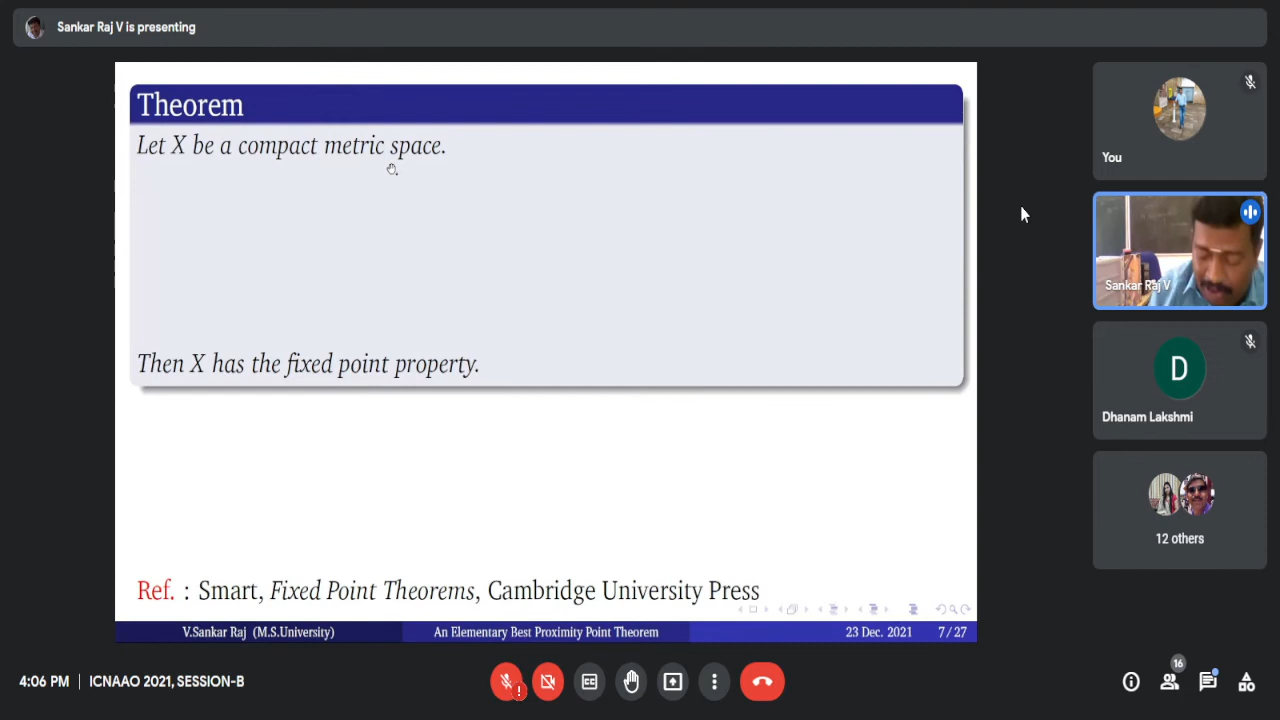 Sankar Raj V is presenting
Theorem
Let X be a compact metric space.
Then X has the fixed point property.
Ref. : Smart, Fixed Point Theorems, Cambridge University Press
V.Sankar Raj (M.S.University)
An Elementary Best Proximity Point Theorem
23 Dec. 2021
7 / 27
You
Sankar Raj V
D
Dhanam Lakshmi
12 others
4:06 PM
ICNAAO 2021, SESSION-B
16